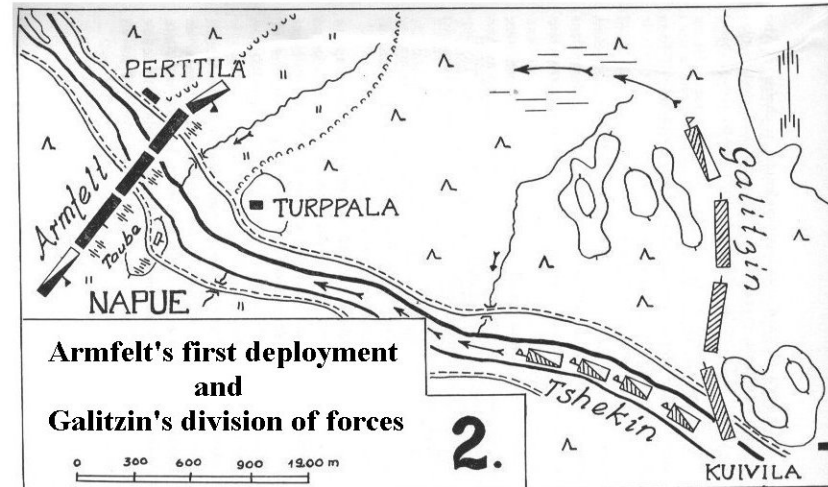 PERTTILÄ
Armfelt
Galitzin
TURPPALA
Tauba
NAPUE
Armfelt's first deployment
and
Galitzin's division of forces
0 300 600 900 1200 m
2.
Tshekin
KUIVILA